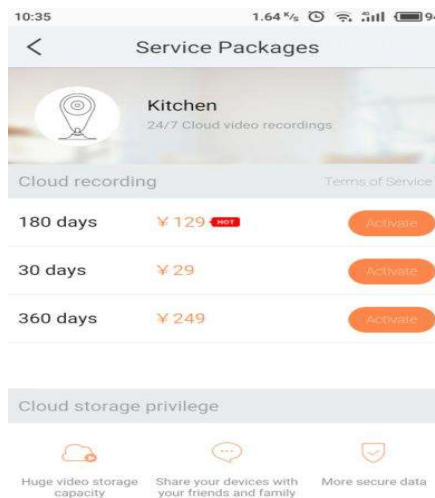 10:35
1.64 K/s
4G
94
Service Packages
Kitchen
24/7 Cloud video recordings
Cloud recording
Terms of Service
180 days
¥ 129
HOT
Activate
30 days
¥ 29
Activate
360 days
¥ 249
Activate
Cloud storage privilege
Huge video storage
capacity
Share your devices with
your friends and family
More secure data